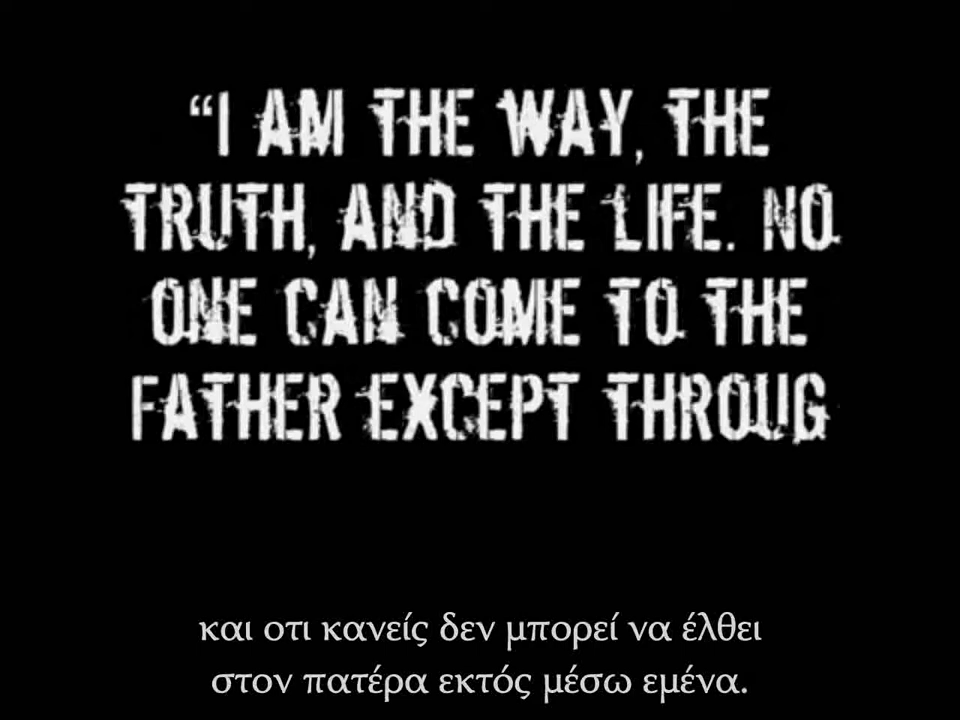 “I AM THE WAY, THE
TRUTH, AND THE LIFE. NO
ONE CAN COME TO THE
FATHER EXCEPT THROUG
και οτι κανείς δεν μπορεί να έλθει
στον πατέρα εκτός μέσω εμένα.